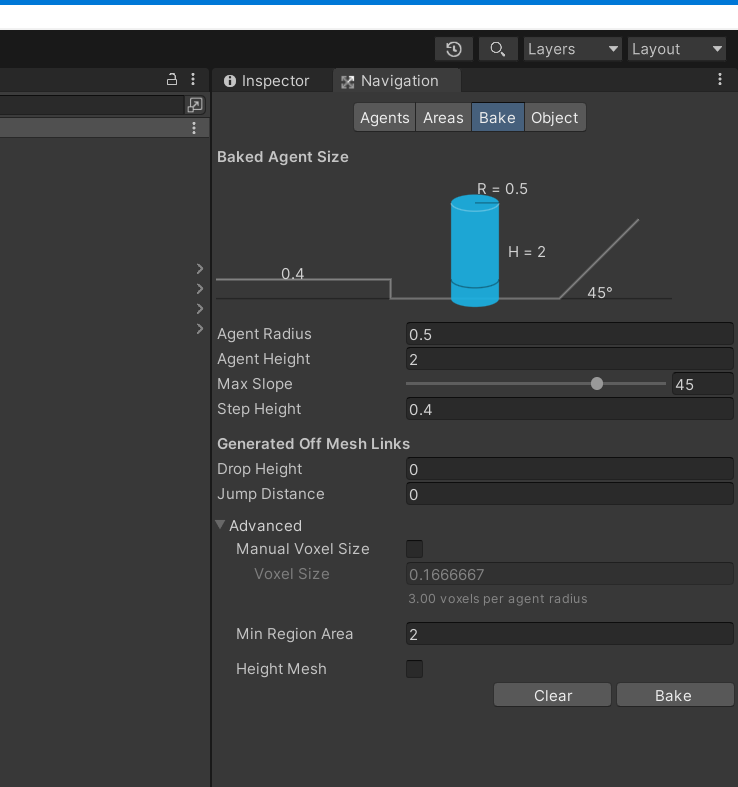 Layers
Layout
Inspector
Navigation
Agents
Areas
Bake
Object
Baked Agent Size
R = 0.5
0.4
H = 2
45°
Agent Radius 0.5
Agent Height 2
Max Slope 45
Step Height 0.4
Generated Off Mesh Links
Drop Height 0
Jump Distance 0
Advanced
Manual Voxel Size
Voxel Size 0.1666667
3.00 voxels per agent radius
Min Region Area 2
Height Mesh
Clear
Bake